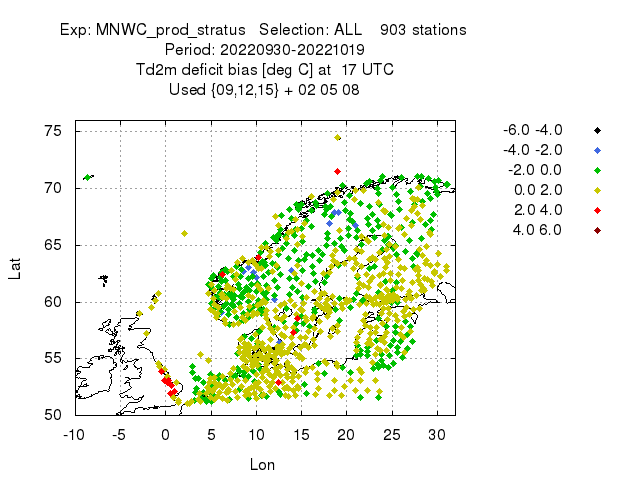 Exp: MNWC_prod_stratus   Selection: ALL    903 stations
Period: 20220930-20221019
Td2m deficit bias [deg C] at  17 UTC
Used {09,12,15} + 02 05 08
-6.0 -4.0
-4.0 -2.0
-2.0 0.0
0.0 2.0
2.0 4.0
4.0 6.0
75
70
65
60
55
50
Lat
-10 -5 0 5 10 15 20 25 30
Lon